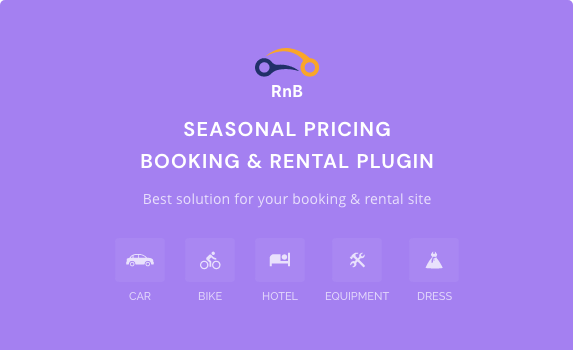 RnB
SEASONAL PRICING
BOOKING & RENTAL PLUGIN
Best solution for your booking & rental site
CAR BIKE HOTEL EQUIPMENT DRESS